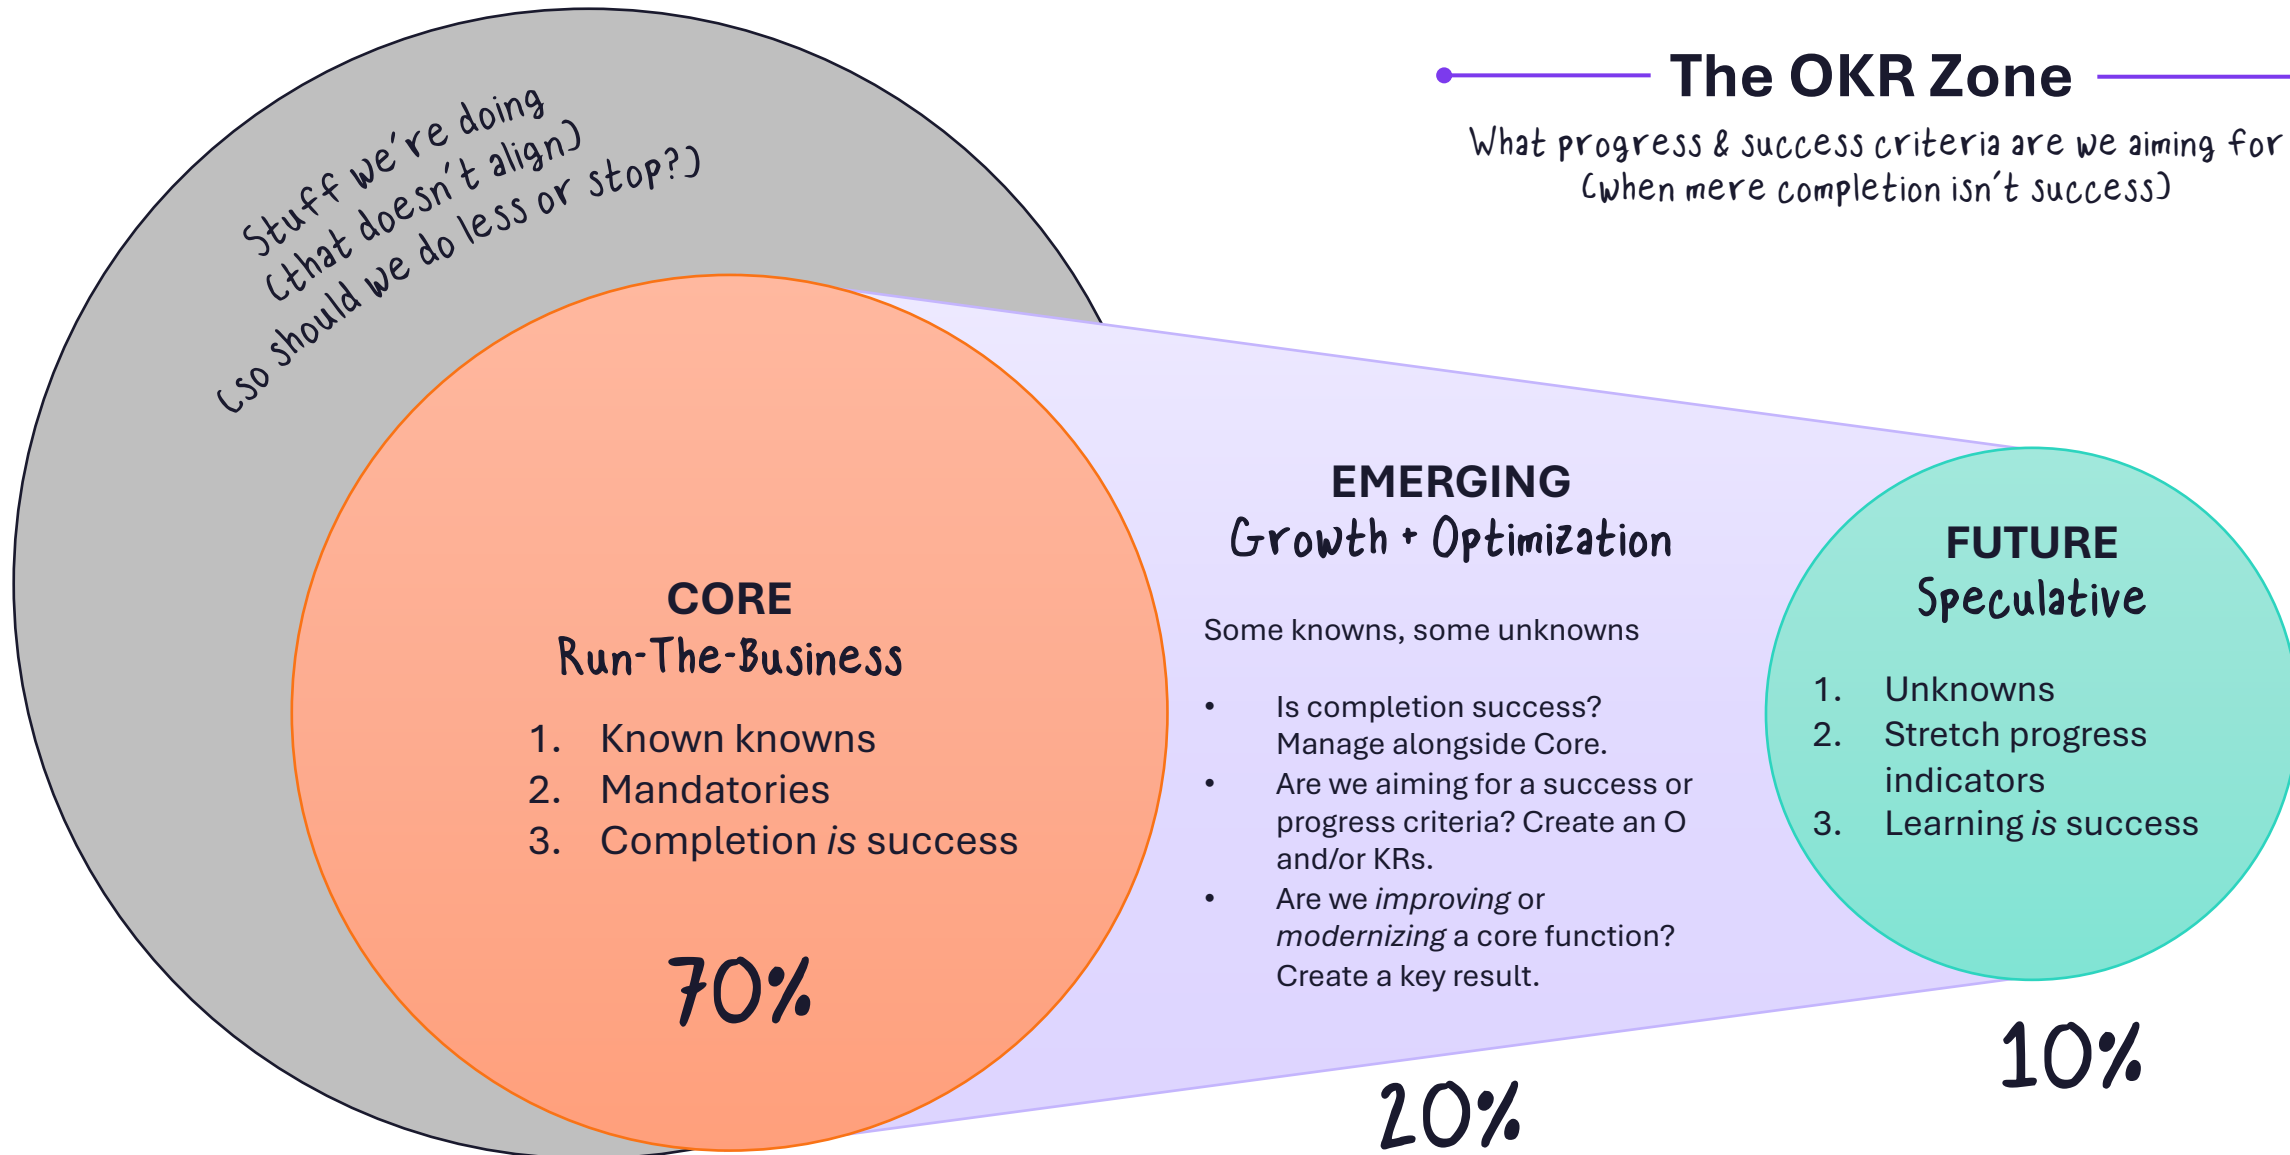 The OKR Zone
What progress & success criteria are we aiming for
(when mere completion isn't success)
Stuff we're doing
(that doesn't align)
(so should we do less or stop?)
CORE
Run-The-Business
1. Known knowns
2. Mandatories
3. Completion is success
70%
EMERGING
Growth + Optimization
Some knowns, some unknowns
• Is completion success?
Manage alongside Core.
• Are we aiming for a success or
progress criteria? Create an O
and/or KRs.
• Are we improving or
modernizing a core function?
Create a key result.
20%
FUTURE
Speculative
1. Unknowns
2. Stretch progress
indicators
3. Learning is success
10%